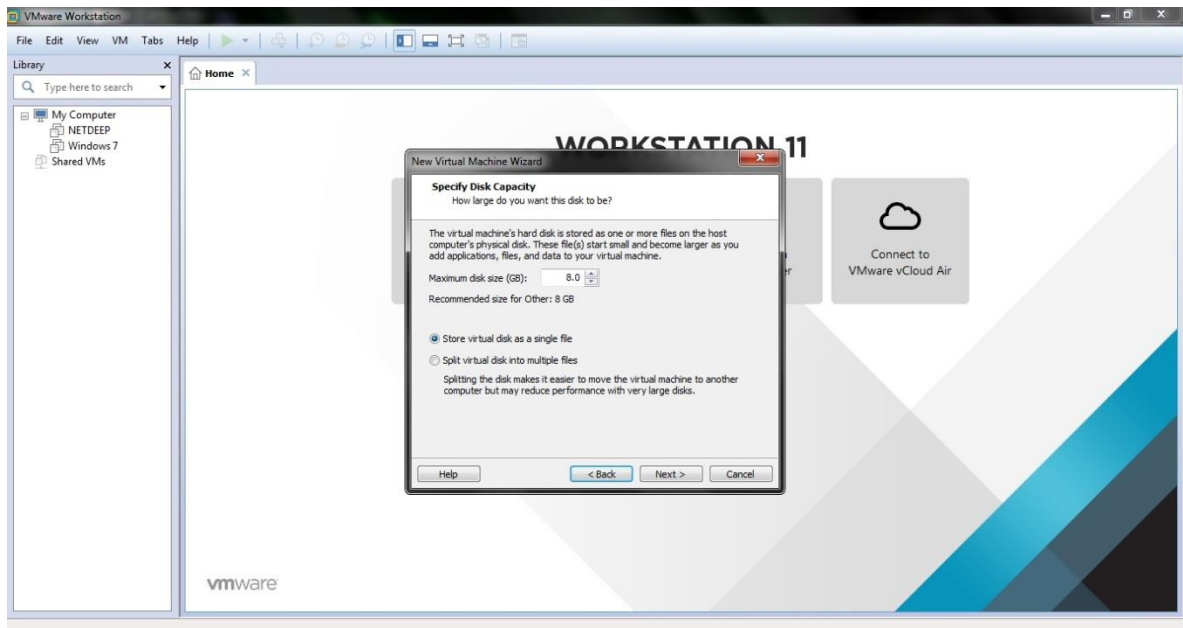 VMware Workstation
File Edit View VM Tabs Help
Library
Home
Type here to search
My Computer
NETDEEP
Windows 7
Shared VMs
WORKSTATION 11
New Virtual Machine Wizard
Specify Disk Capacity
How large do you want this disk to be?
The virtual machine's hard disk is stored as one or more files on the host
computer's physical disk. These file(s) start small and become larger as you
add applications, files, and data to your virtual machine.
Maximum disk size (GB): 8.0
Recommended size for Other: 8 GB
Store virtual disk as a single file
Split virtual disk into multiple files
Splitting the disk makes it easier to move the virtual machine to another
computer but may reduce performance with very large disks.
Help < Back Next > Cancel
Connect to
VMware vCloud Air
vmware